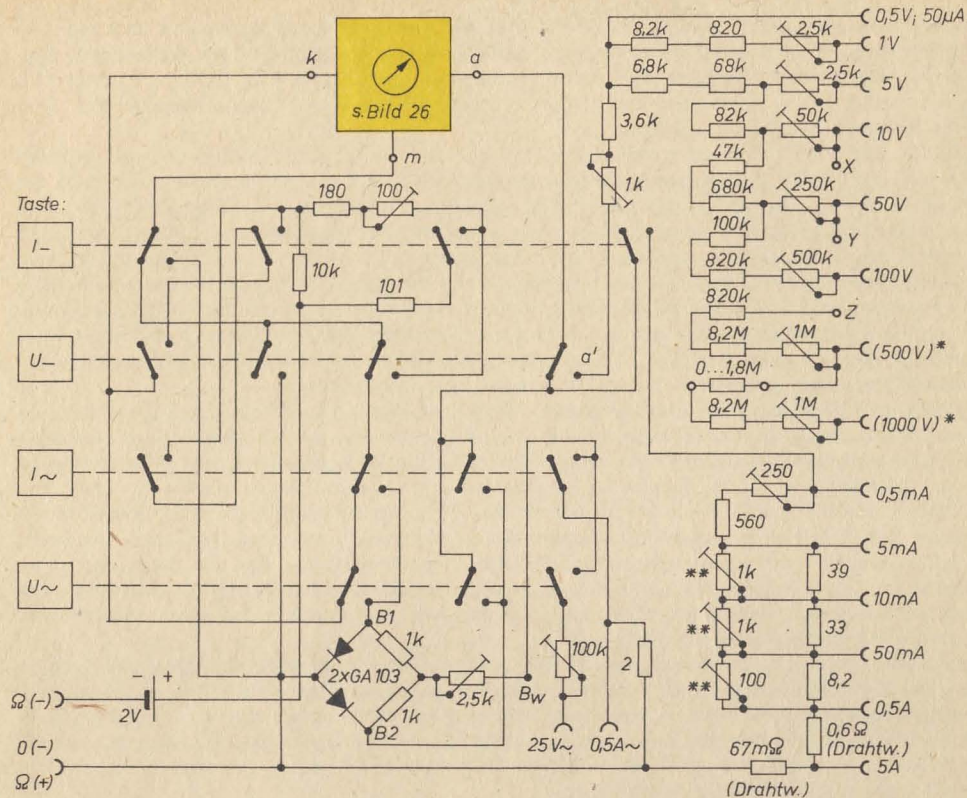 0,5V; 50µA
8,2k 820 2,5k 1V
k a
6,8k 68k 2,5k 5V
s. Bild 26
3,6k 82k 50k 10V
m
47k X
180 100 1k
Taste:
680k 250k 50V
I–
100k Y
10k
820k 500k 100V
101
820k Z
U– a'
8,2M 1M (500V)*
0...1,8M
8,2M 1M (1000V)*
I~
250 0,5mA
560
5mA
** 1k 39
U~
10mA
B1
1k
** 1k 33
100k 2
50mA
2xGA 103
2,5k BW
** 100 8,2
– +
Ω(–) 2V
1k
B2
0,5A
25V~ 0,5A~
0,6Ω
(Drahtw.)
0(–)
67mΩ
5A
Ω(+)
(Drahtw.)